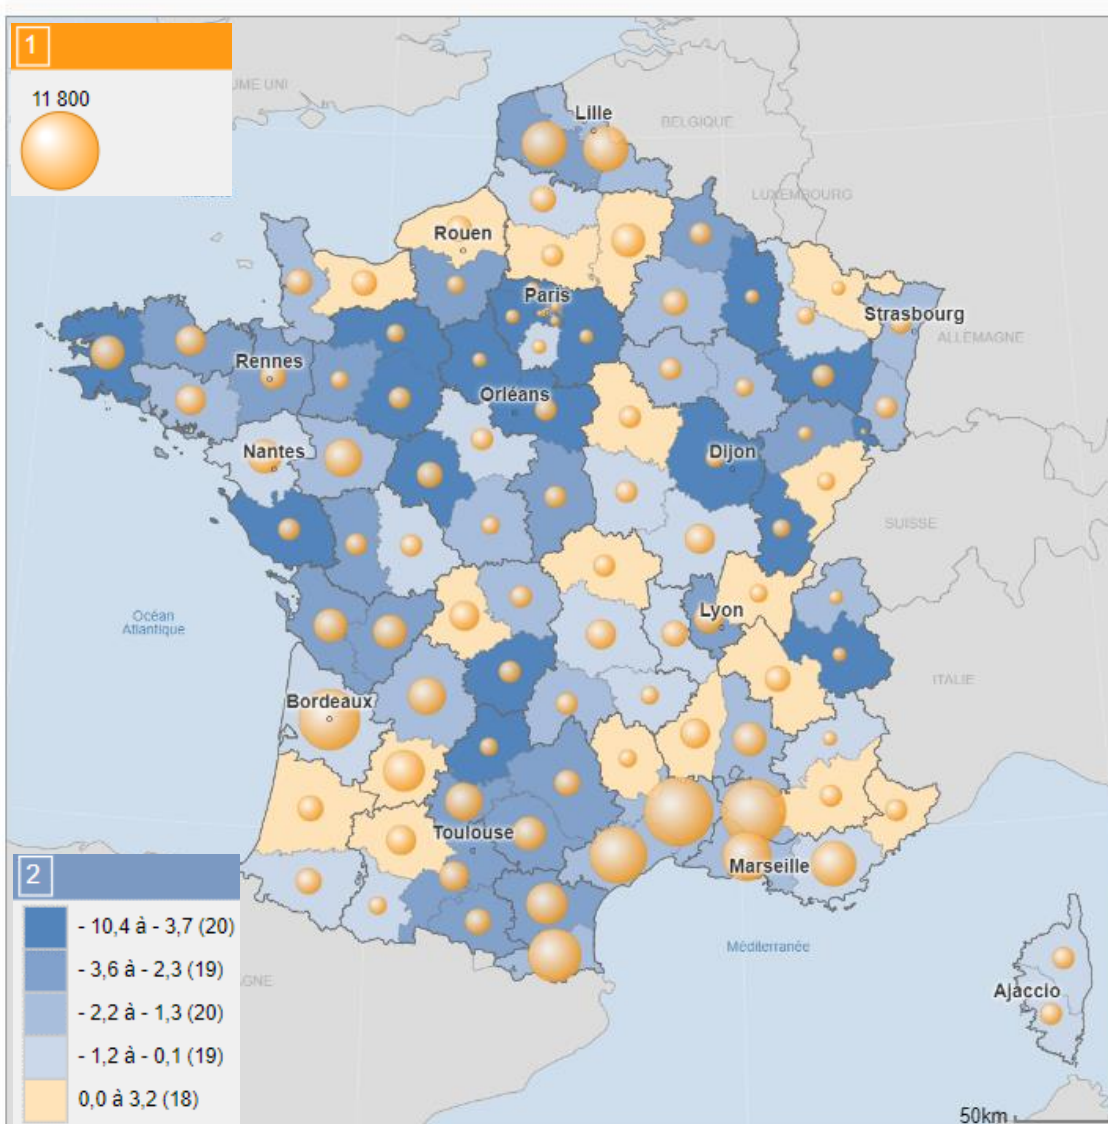 1
11 800
UME UNI
Lille
BELGIQUE
LUXEMBOURG
Rouen
Paris
Strasbourg
ALLEMAGNE
Rennes
Orléans
Nantes
Dijon
SUISSE
Océan
Atlantique
Lyon
ITALIE
Bordeaux
Toulouse
Marseille
Méditerranée
Ajaccio
GNE
2
- 10,4 à - 3,7 (20)
- 3,6 à - 2,3 (19)
- 2,2 à - 1,3 (20)
- 1,2 à - 0,1 (19)
0,0 à 3,2 (18)
50km